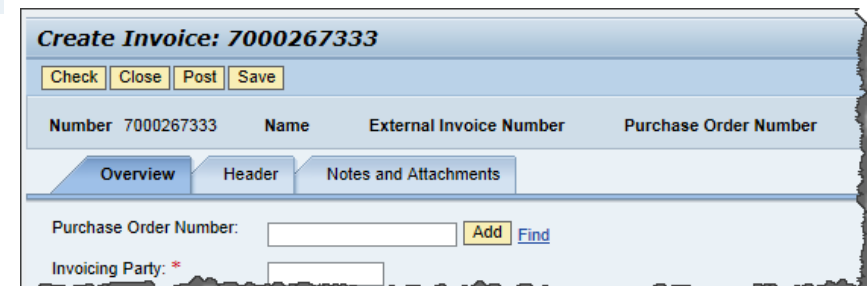 Create Invoice: 7000267333
Check Close Post Save
Number 7000267333 Name External Invoice Number Purchase Order Number
Overview Header Notes and Attachments
Purchase Order Number: Add Find
Invoicing Party: *